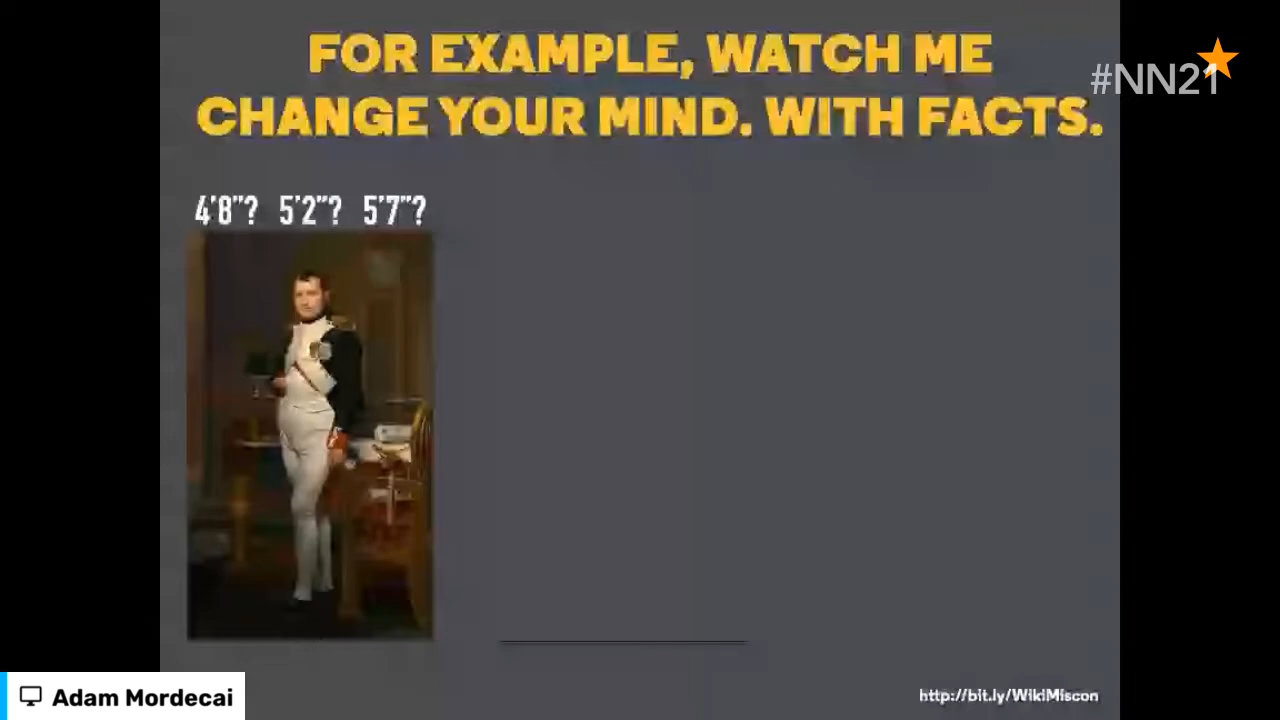 FOR EXAMPLE, WATCH ME
CHANGE YOUR MIND. WITH FACTS.
#NN21
4'8"? 5'2"? 5'7"?
http://bit.ly/WikiMiscon
Adam Mordecai